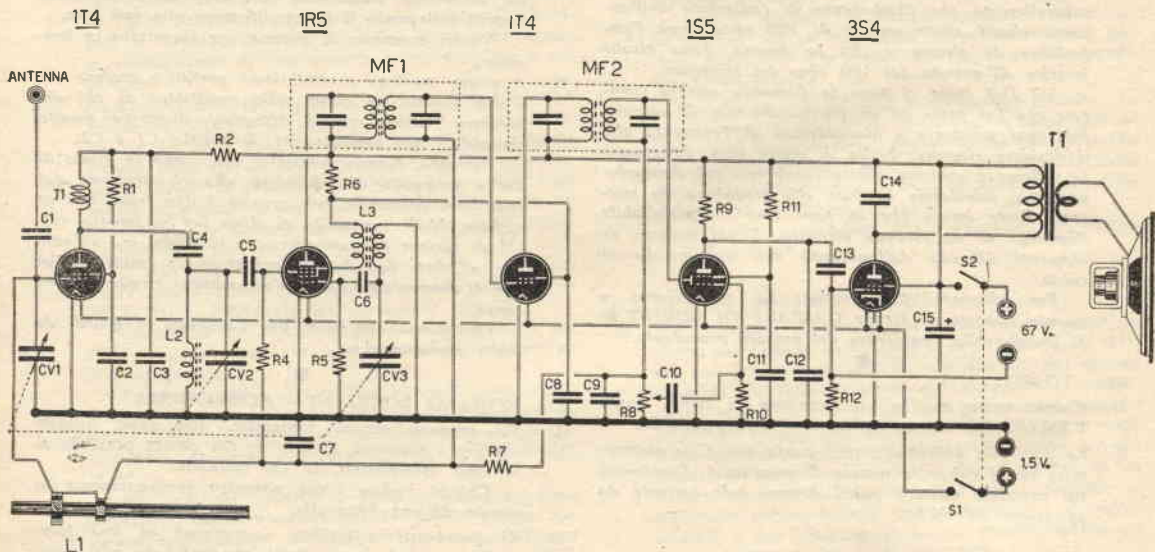 1T4
1R5
1T4
1S5
3S4
ANTENNA
MF1
MF2
T1
R2
J1
R1
R6
R9
R11
C14
C1
C4
C5
L3
C6
C13
S2
C15
+
67 V.
L2
CV1
C2
C3
CV2
R4
R5
CV3
C8
C9
R8
C10
C11
C12
R10
R12
C7
R7
1,5 V.
S1
L1